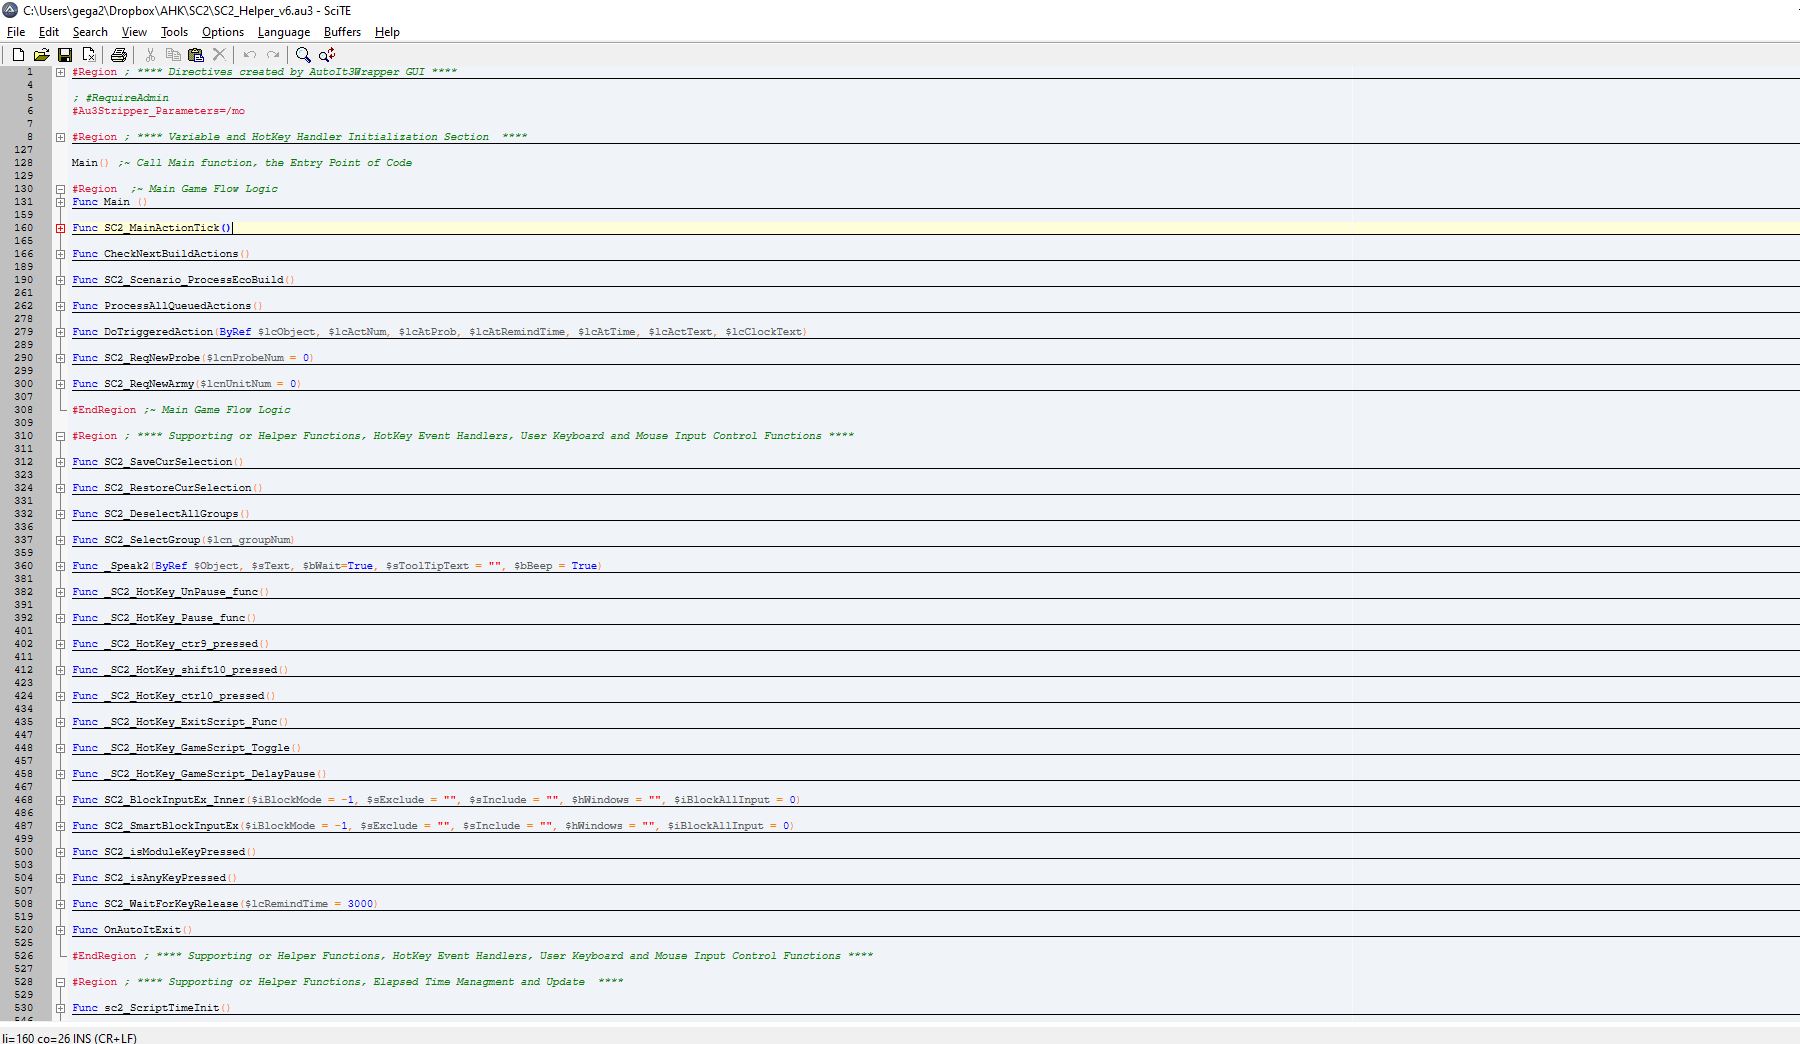 C:\Users\gega2\Dropbox\AHK\SC2\SC2_Helper_v6.au3 - SciTE
File Edit Search View Tools Options Language Buffers Help
1 #Region ; **** Directives created by AutoIt3Wrapper GUI ****
4
5 ; #RequireAdmin
6 #Au3Stripper_Parameters=/mo
7
8 #Region ; **** Variable and HotKey Handler Initialization Section  ****
127
128 Main() ;~ Call Main function, the Entry Point of Code
129
130 #Region  ;~ Main Game Flow Logic
131 Func Main ()
159
160 Func SC2_MainActionTick()
165
166 Func CheckNextBuildActions()
189
190 Func SC2_Scenario_ProcessEcoBuild()
261
262 Func ProcessAllQueuedActions()
278
279 Func DoTriggeredAction(ByRef $lcObject, $lcActNum, $lcAtProb, $lcAtRemindTime, $lcAtTime, $lcActText, $lcClockText)
289
290 Func SC2_ReqNewProbe($lcnProbeNum = 0)
299
300 Func SC2_ReqNewArmy($lcnUnitNum = 0)
307
308 #EndRegion ;~ Main Game Flow Logic
309
310 #Region ; **** Supporting or Helper Functions, HotKey Event Handlers, User Keyboard and Mouse Input Control Functions ****
311
312 Func SC2_SaveCurSelection()
323
324 Func SC2_RestoreCurSelection()
331
332 Func SC2_DeselectAllGroups()
336
337 Func SC2_SelectGroup($lcn_groupNum)
359
360 Func _Speak2(ByRef $Object, $sText, $bWait=True, $sToolTipText = "", $bBeep = True)
381
382 Func _SC2_HotKey_UnPause_func()
391
392 Func _SC2_HotKey_Pause_func()
401
402 Func _SC2_HotKey_ctr9_pressed()
411
412 Func _SC2_HotKey_shift10_pressed()
423
424 Func _SC2_HotKey_ctrl0_pressed()
434
435 Func _SC2_HotKey_ExitScript_Func()
447
448 Func _SC2_HotKey_GameScript_Toggle()
457
458 Func _SC2_HotKey_GameScript_DelayPause()
467
468 Func SC2_BlockInputEx_Inner($iBlockMode = -1, $sExclude = "", $sInclude = "", $hWindows = "", $iBlockAllInput = 0)
486
487 Func SC2_SmartBlockInputEx($iBlockMode = -1, $sExclude = "", $sInclude = "", $hWindows = "", $iBlockAllInput = 0)
499
500 Func SC2_isModuleKeyPressed()
503
504 Func SC2_isAnyKeyPressed()
507
508 Func SC2_WaitForKeyRelease($lcRemindTime = 3000)
519
520 Func OnAutoItExit()
525
526 #EndRegion ; **** Supporting or Helper Functions, HotKey Event Handlers, User Keyboard and Mouse Input Control Functions ****
527
528 #Region ; **** Supporting or Helper Functions, Elapsed Time Managment and Update  ****
529
530 Func sc2_ScriptTimeInit()
li=160 co=26 INS (CR+LF)